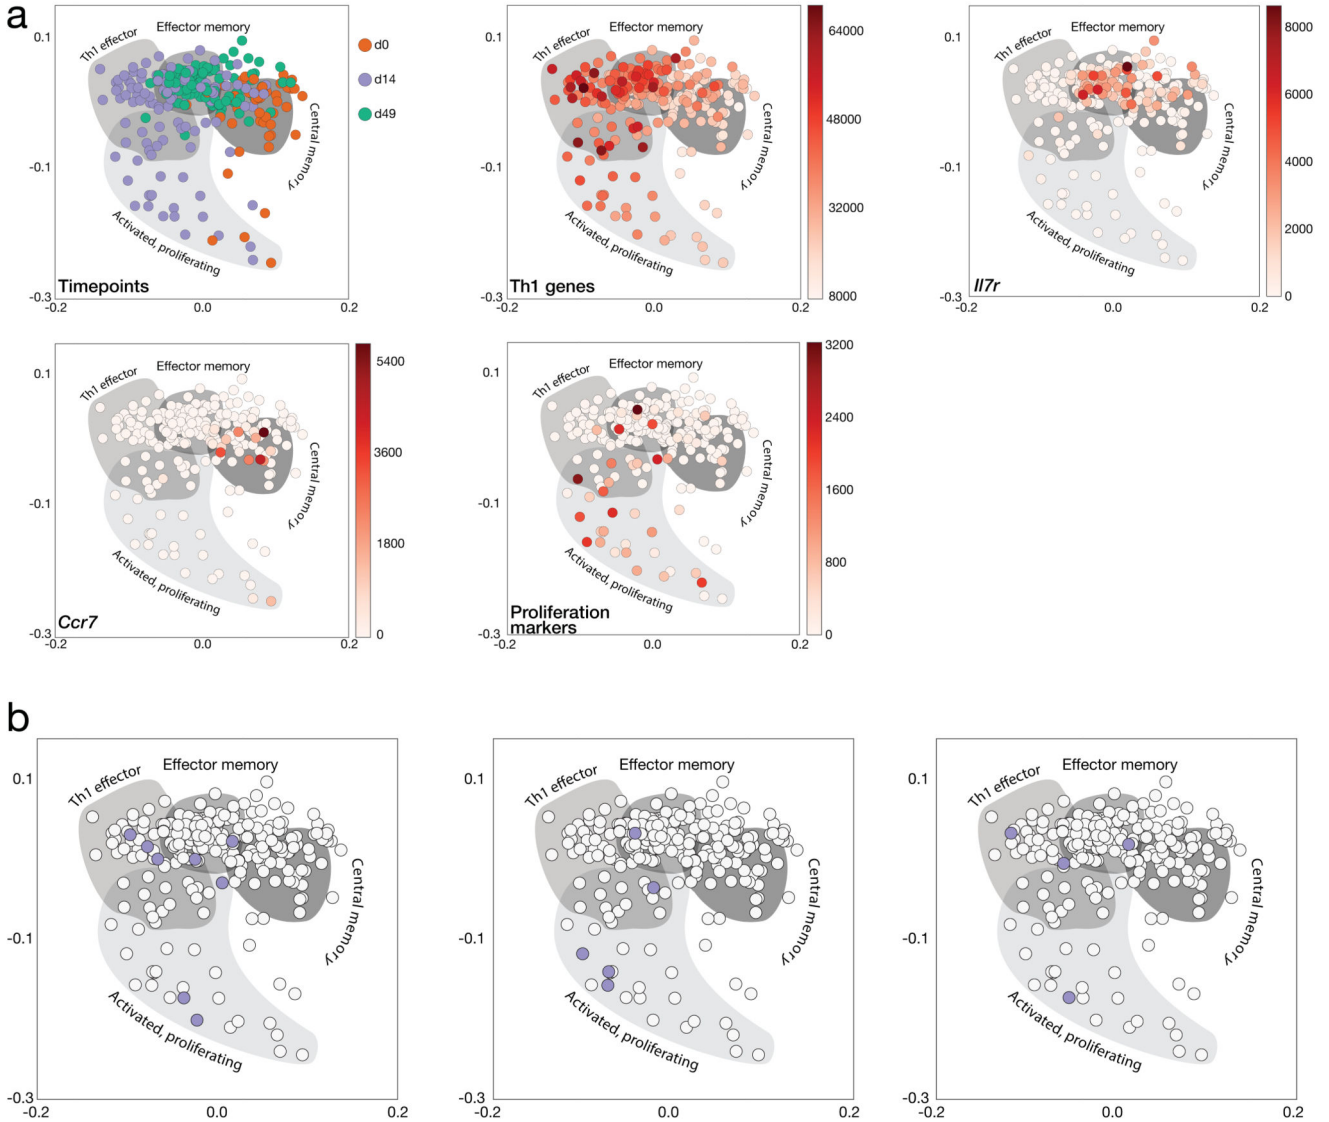 a
0.1
-0.1
-0.3
-0.2
0.0
0.2
Th1 effector
Effector memory
Central memory
Activated, proliferating
Timepoints
d0
d14
d49
0.1
-0.1
-0.3
-0.2
0.0
0.2
Th1 effector
Effector memory
Central memory
Activated, proliferating
Th1 genes
64000
48000
32000
16000
8000
0.1
-0.1
-0.3
-0.2
0.0
0.2
Th1 effector
Effector memory
Central memory
Activated, proliferating
Il7r
8000
6000
4000
2000
0
0.1
-0.1
-0.3
-0.2
0.0
0.2
Th1 effector
Effector memory
Central memory
Activated, proliferating
Ccr7
5400
3600
1800
0
0.1
-0.1
-0.3
-0.2
0.0
0.2
Th1 effector
Effector memory
Central memory
Activated, proliferating
Proliferation
markers
3200
2400
1600
800
0
b
0.1
-0.1
-0.3
-0.2
0.0
0.2
Th1 effector
Effector memory
Central memory
Activated, proliferating
0.1
-0.1
-0.3
-0.2
0.0
0.2
Th1 effector
Effector memory
Central memory
Activated, proliferating
0.1
-0.1
-0.3
-0.2
0.0
0.2
Th1 effector
Effector memory
Central memory
Activated, proliferating